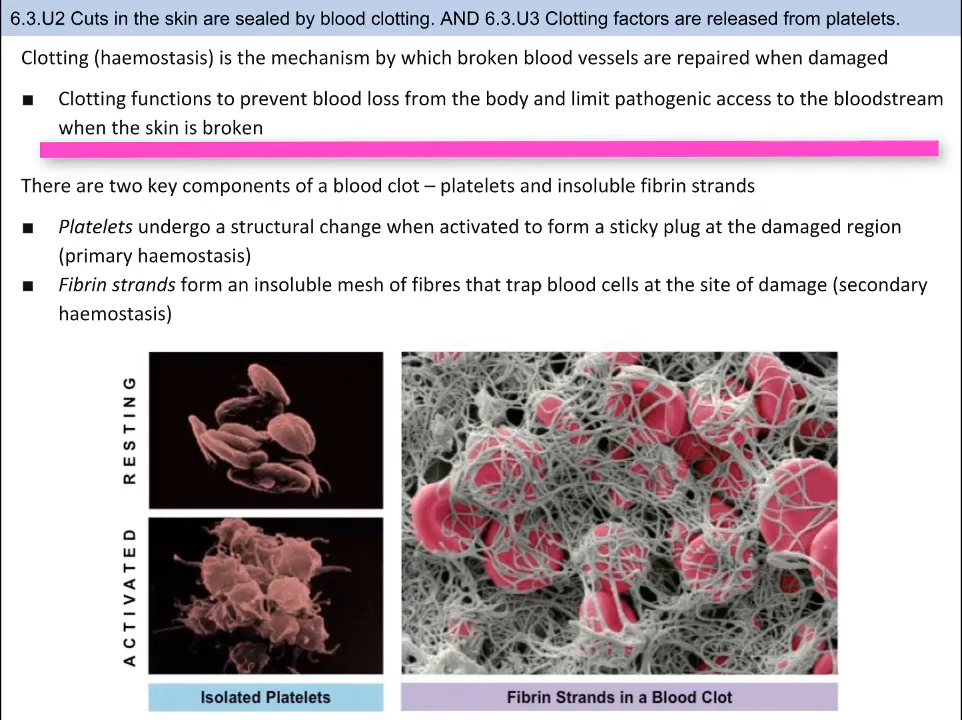 6.3.U2 Cuts in the skin are sealed by blood clotting. AND 6.3.U3 Clotting factors are released from platelets.
Clotting (haemostasis) is the mechanism by which broken blood vessels are repaired when damaged
■ Clotting functions to prevent blood loss from the body and limit pathogenic access to the bloodstream
when the skin is broken
There are two key components of a blood clot – platelets and insoluble fibrin strands
■ Platelets undergo a structural change when activated to form a sticky plug at the damaged region
(primary haemostasis)
■ Fibrin strands form an insoluble mesh of fibres that trap blood cells at the site of damage (secondary
haemostasis)
RESTING
ACTIVATED
Isolated Platelets
Fibrin Strands in a Blood Clot